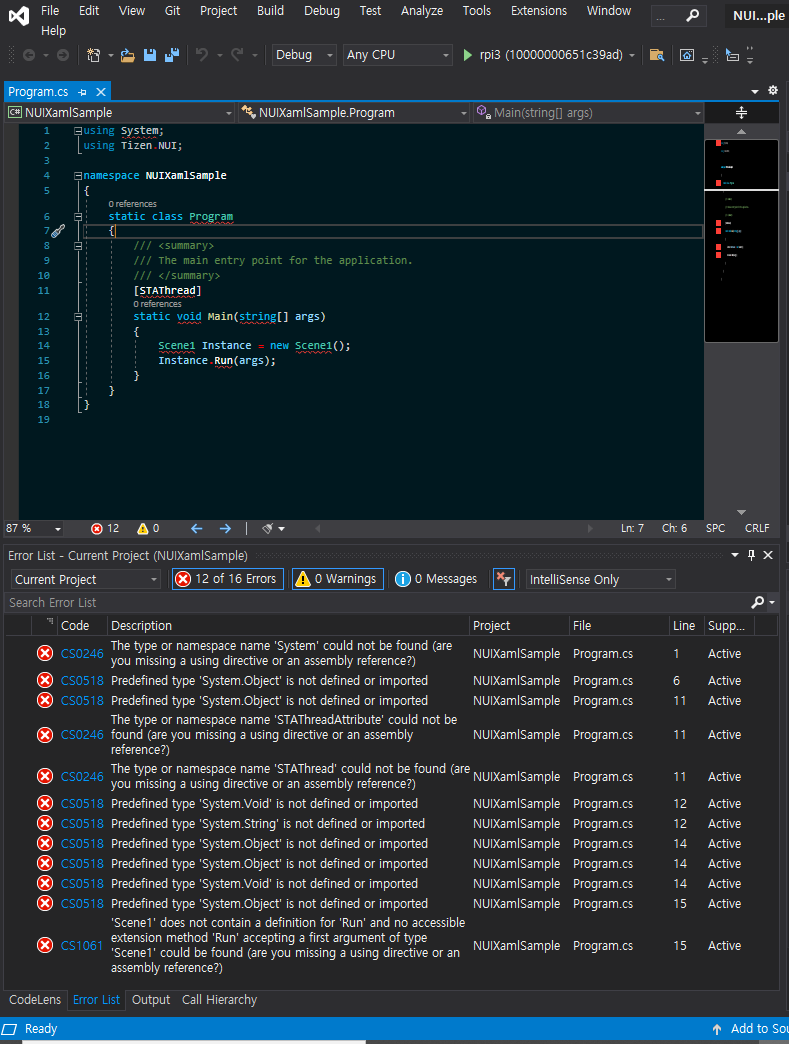 File Edit View Git Project Build Debug Test Analyze Tools Extensions Window ... NUI...ple
Help
Debug Any CPU rpi3 (10000000651c39ad)
Program.cs
C# NUIXamlSample NUIXamlSample.Program Main(string[] args)
1 using System;
2 using Tizen.NUI;
3
4 namespace NUIXamlSample
5 {
0 references
6 static class Program
7 {
8 /// <summary>
9 /// The main entry point for the application.
10 /// </summary>
11 [STAThread]
0 references
12 static void Main(string[] args)
13 {
14 Scene1 Instance = new Scene1();
15 Instance.Run(args);
16 }
17 }
18 }
19
87 % 12 0 Ln: 7 Ch: 6 SPC CRLF
Error List - Current Project (NUIXamlSample)
Current Project 12 of 16 Errors 0 Warnings 0 Messages IntelliSense Only
Search Error List
Code Description Project File Line Supp...
CS0246 The type or namespace name 'System' could not be found (are
you missing a using directive or an assembly reference?) NUIXamlSample Program.cs 1 Active
CS0518 Predefined type 'System.Object' is not defined or imported NUIXamlSample Program.cs 6 Active
CS0518 Predefined type 'System.Object' is not defined or imported NUIXamlSample Program.cs 11 Active
CS0246 The type or namespace name 'STAThreadAttribute' could not be
found (are you missing a using directive or an assembly
reference?) NUIXamlSample Program.cs 11 Active
CS0246 The type or namespace name 'STAThread' could not be found (are
you missing a using directive or an assembly reference?) NUIXamlSample Program.cs 11 Active
CS0518 Predefined type 'System.Void' is not defined or imported NUIXamlSample Program.cs 12 Active
CS0518 Predefined type 'System.String' is not defined or imported NUIXamlSample Program.cs 12 Active
CS0518 Predefined type 'System.Object' is not defined or imported NUIXamlSample Program.cs 14 Active
CS0518 Predefined type 'System.Object' is not defined or imported NUIXamlSample Program.cs 14 Active
CS0518 Predefined type 'System.Void' is not defined or imported NUIXamlSample Program.cs 14 Active
CS0518 Predefined type 'System.Object' is not defined or imported NUIXamlSample Program.cs 15 Active
CS1061 'Scene1' does not contain a definition for 'Run' and no accessible
extension method 'Run' accepting a first argument of type
'Scene1' could be found (are you missing a using directive or an
assembly reference?) NUIXamlSample Program.cs 15 Active
CodeLens Error List Output Call Hierarchy
Ready Add to Sou